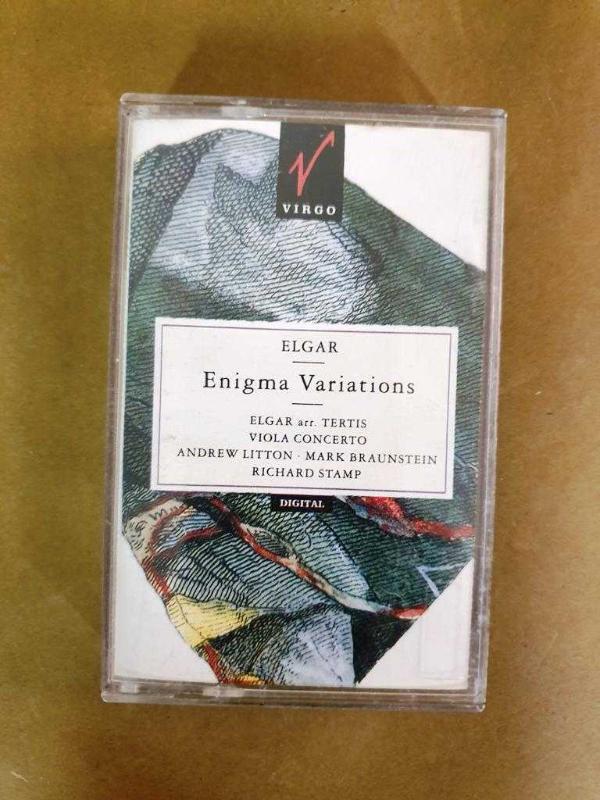 VIRGO
ELGAR
Enigma Variations
ELGAR arr. TERTIS
VIOLA CONCERTO
ANDREW LITTON · MARK BRAUNSTEIN
RICHARD STAMP
DIGITAL